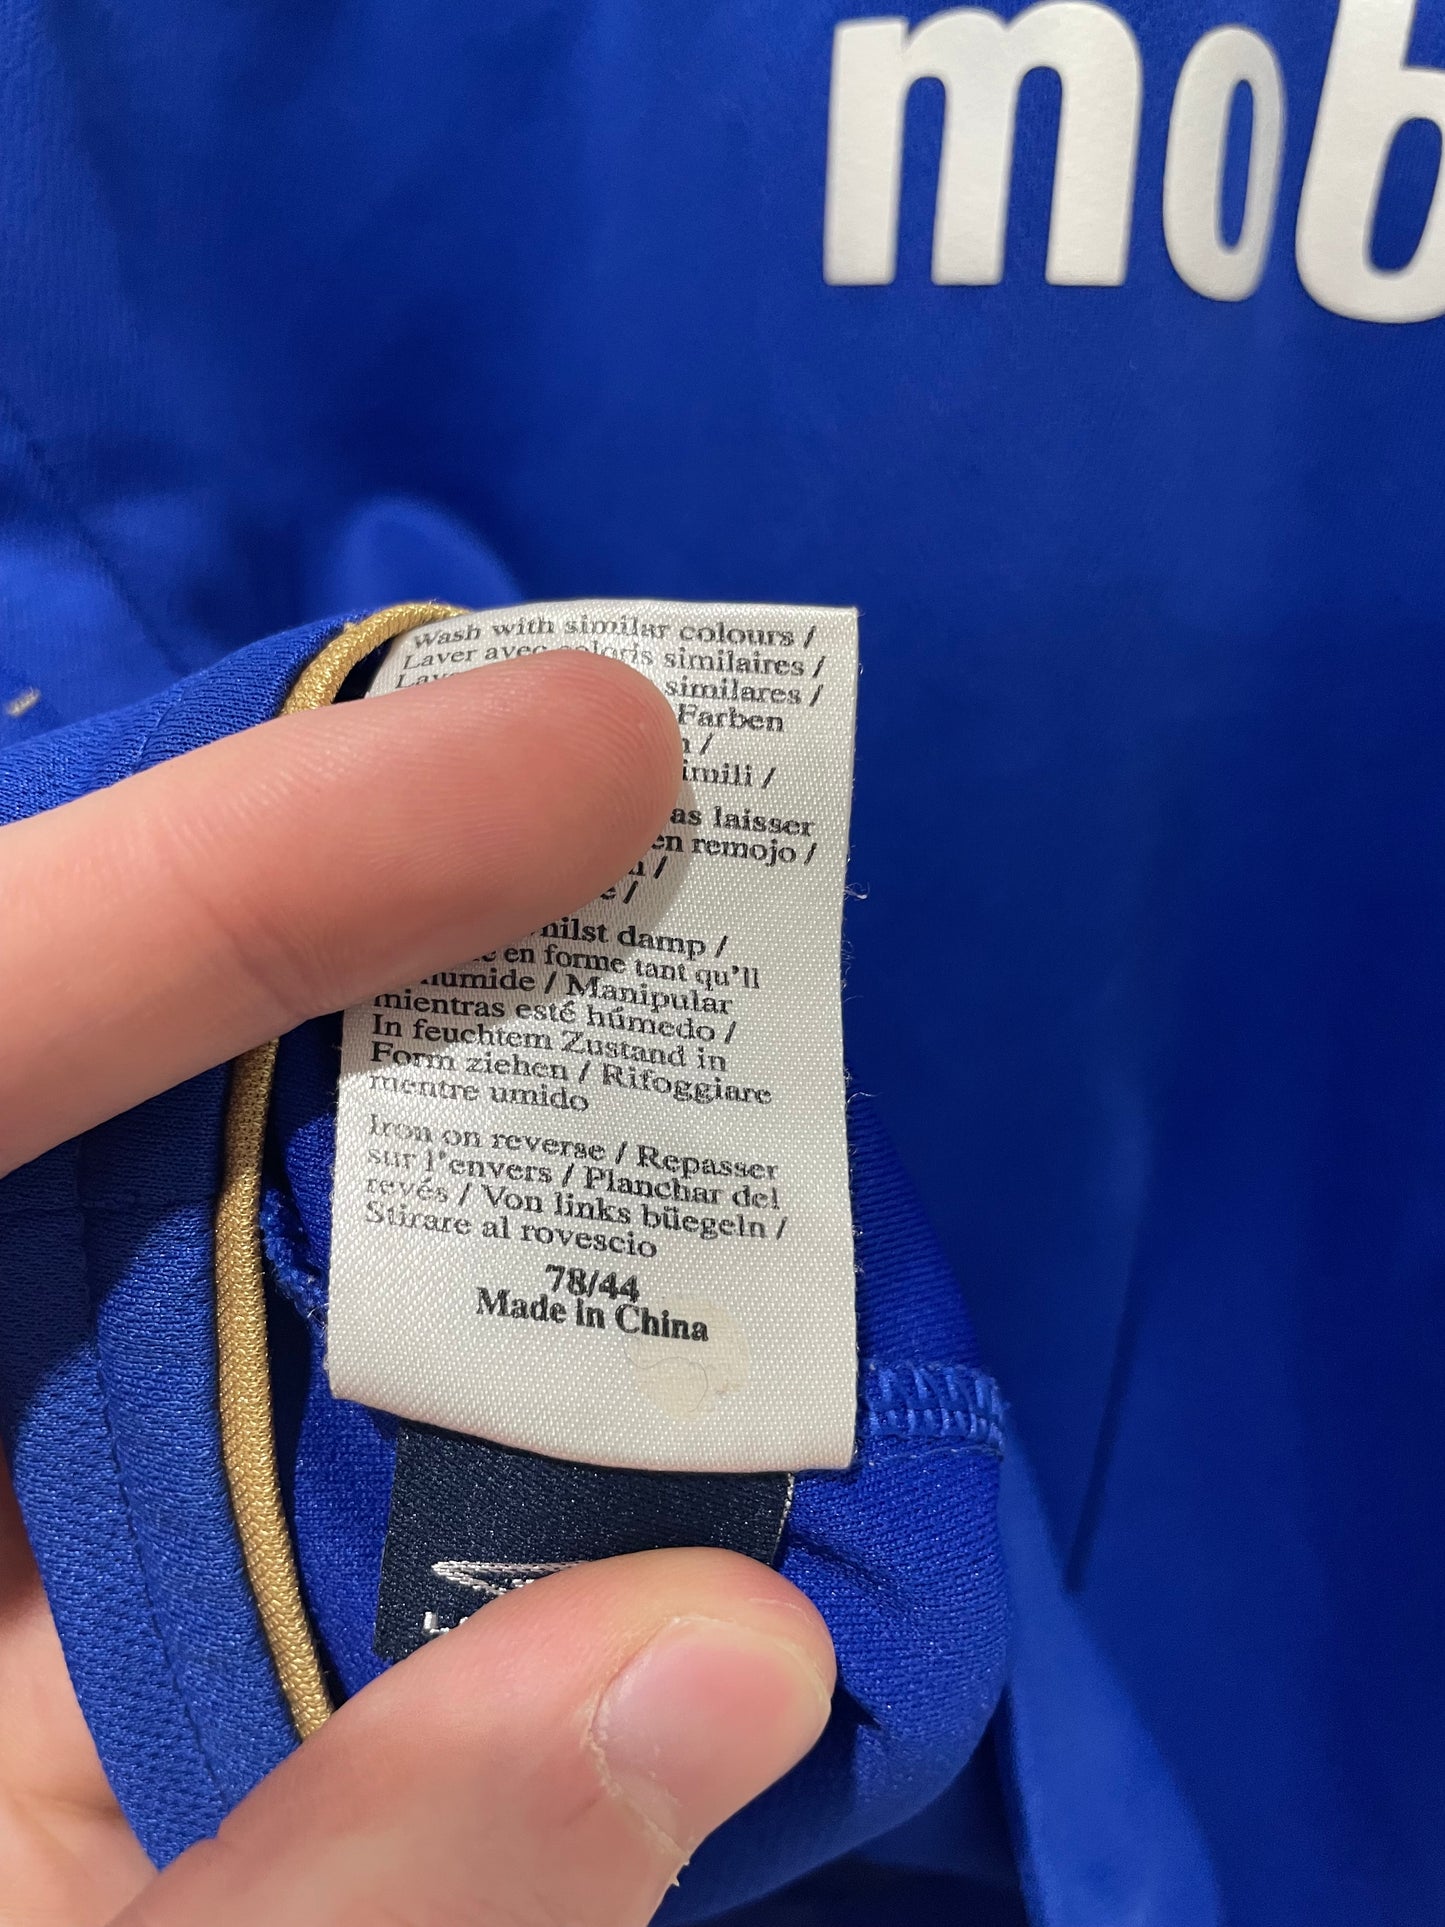 mob
wash with similar colours /
Laver avec coloris similaires /
similares /
Farben
/
imili /
as laisser
en remojo /
/
e /
hilst damp /
en forme tant qu'll
humide / Manipular
mientras esté húmedo /
In feuchtem Zustand in
Form ziehen / Rifoggiare
mentre umido
Iron on reverse / Repasser
sur l'envers / Planchar del
revés / Von links büegeln /
Stirare al rovescio
78/44
Made in China